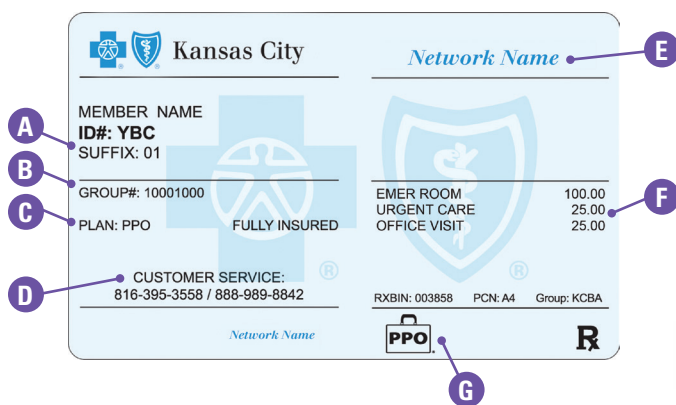 Kansas City
Network Name
E
MEMBER NAME
A
ID#: YBC
SUFFIX: 01
B
GROUP#: 10001000
C
PLAN: PPO FULLY INSURED
EMER ROOM 100.00
URGENT CARE 25.00
OFFICE VISIT 25.00
F
D
CUSTOMER SERVICE:
816-395-3558 / 888-989-8842
RXBIN: 003858 PCN: A4 Group: KCBA
Network Name
PPO
Rx
G
® ®